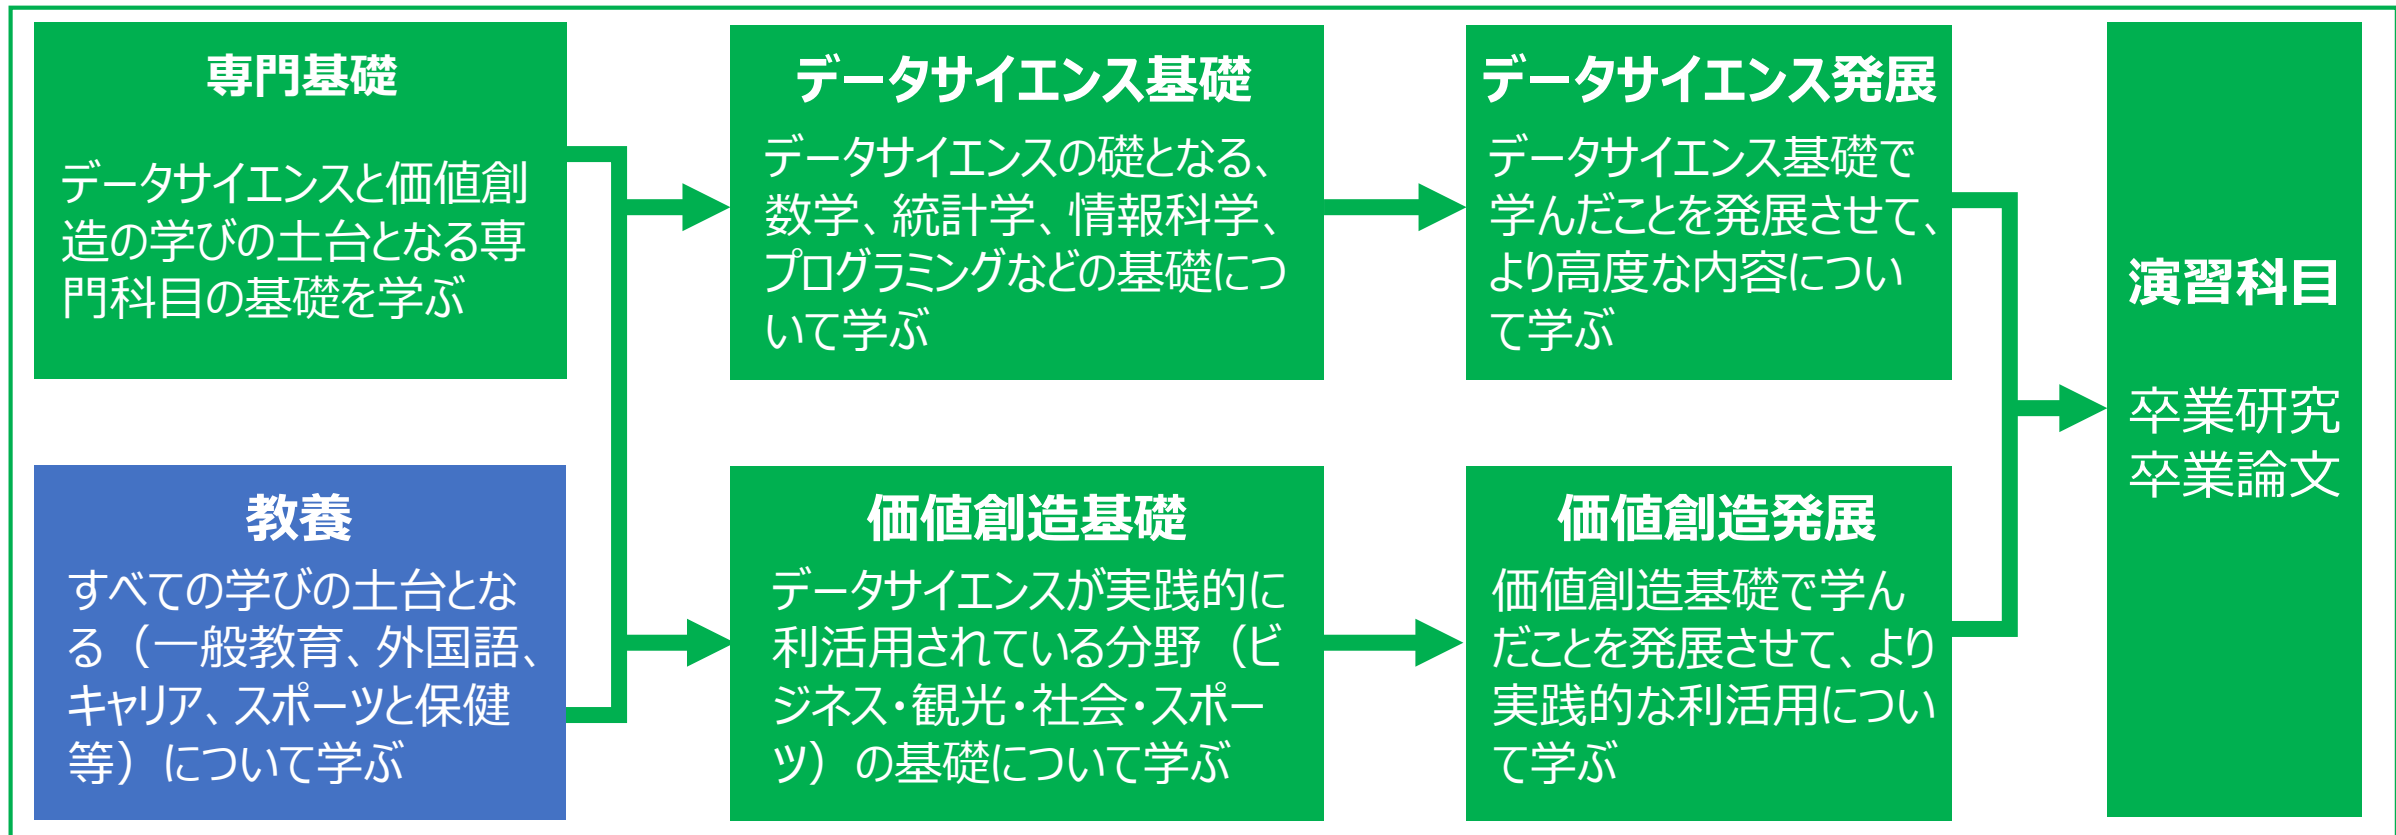 専門基礎
データサイエンスと価値創
造の学びの土台となる専
門科目の基礎を学ぶ
データサイエンス基礎
データサイエンスの礎となる、
数学、統計学、情報科学、
プログラミングなどの基礎につ
いて学ぶ
データサイエンス発展
データサイエンス基礎で
学んだことを発展させて、
より高度な内容につい
て学ぶ
教養
すべての学びの土台とな
る（一般教育、外国語、
キャリア、スポーツと保健
等）について学ぶ
価値創造基礎
データサイエンスが実践的に
利活用されている分野（ビ
ジネス・観光・社会・スポー
ツ）の基礎について学ぶ
価値創造発展
価値創造基礎で学ん
だことを発展させて、より
実践的な利活用につい
て学ぶ
演習科目
卒業研究
卒業論文